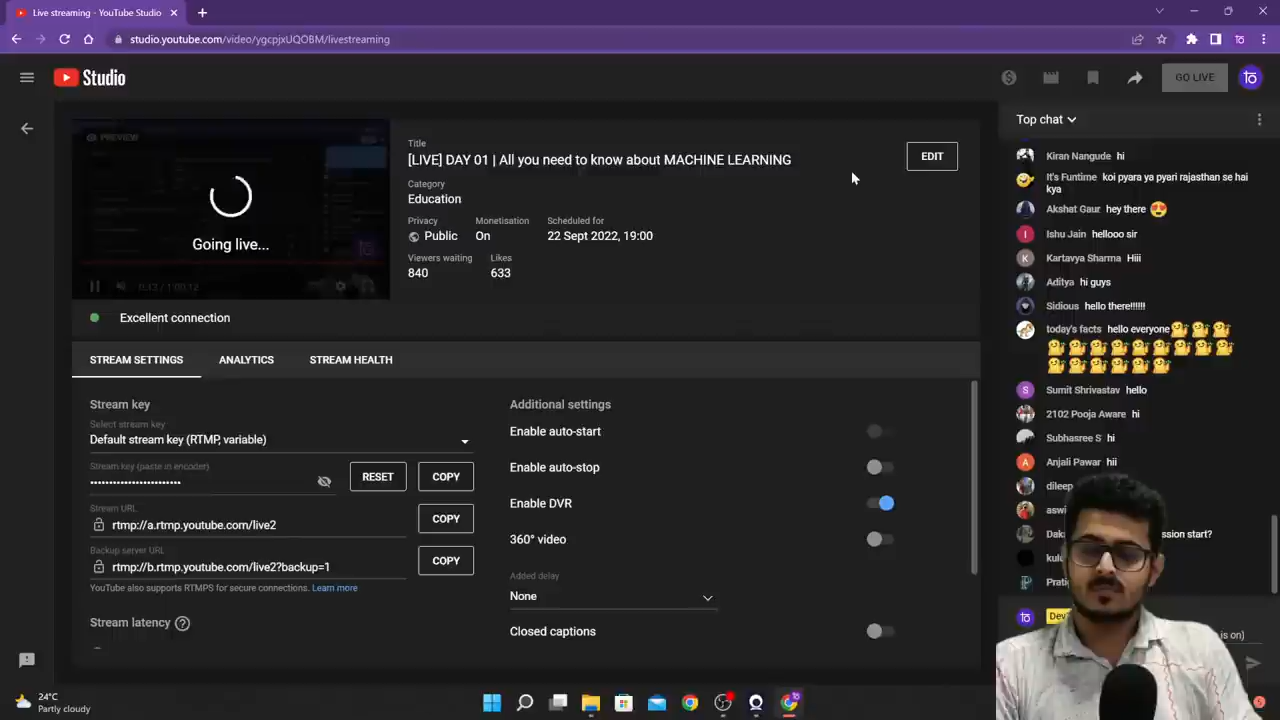 Live streaming - YouTube Studio
studio.youtube.com/video/ygcpjxUQOBM/livestreaming
Studio
GO LIVE
PREVIEW
Going live...
0:12 / 1:00:12
Title
[LIVE] DAY 01 | All you need to know about MACHINE LEARNING
EDIT
Category
Education
Privacy
Monetisation
Scheduled for
Public
On
22 Sept 2022, 19:00
Viewers waiting
Likes
840
633
Excellent connection
STREAM SETTINGS
ANALYTICS
STREAM HEALTH
Stream key
Select stream key
Default stream key (RTMP, variable)
Stream key (paste in encoder)
RESET
COPY
Stream URL
rtmp://a.rtmp.youtube.com/live2
COPY
Backup server URL
rtmp://b.rtmp.youtube.com/live2?backup=1
COPY
YouTube also supports RTMPS for secure connections. Learn more
Stream latency
Additional settings
Enable auto-start
Enable auto-stop
Enable DVR
360° video
Added delay
None
Closed captions
Top chat
Kiran Nangude hi
It's Funtime koi pyara ya pyari rajasthan se hai
kya
Akshat Gaur hey there
Ishu Jain hellooo sir
Kartavya Sharma Hiii
Aditya hi guys
Sidious hello there!!!!!!
today's facts hello everyone
Sumit Shrivastav hello
2102 Pooja Aware hi
Subhasree S hi
Anjali Pawar hii
dileep
ssion start?
is on)
24°C
Partly cloudy